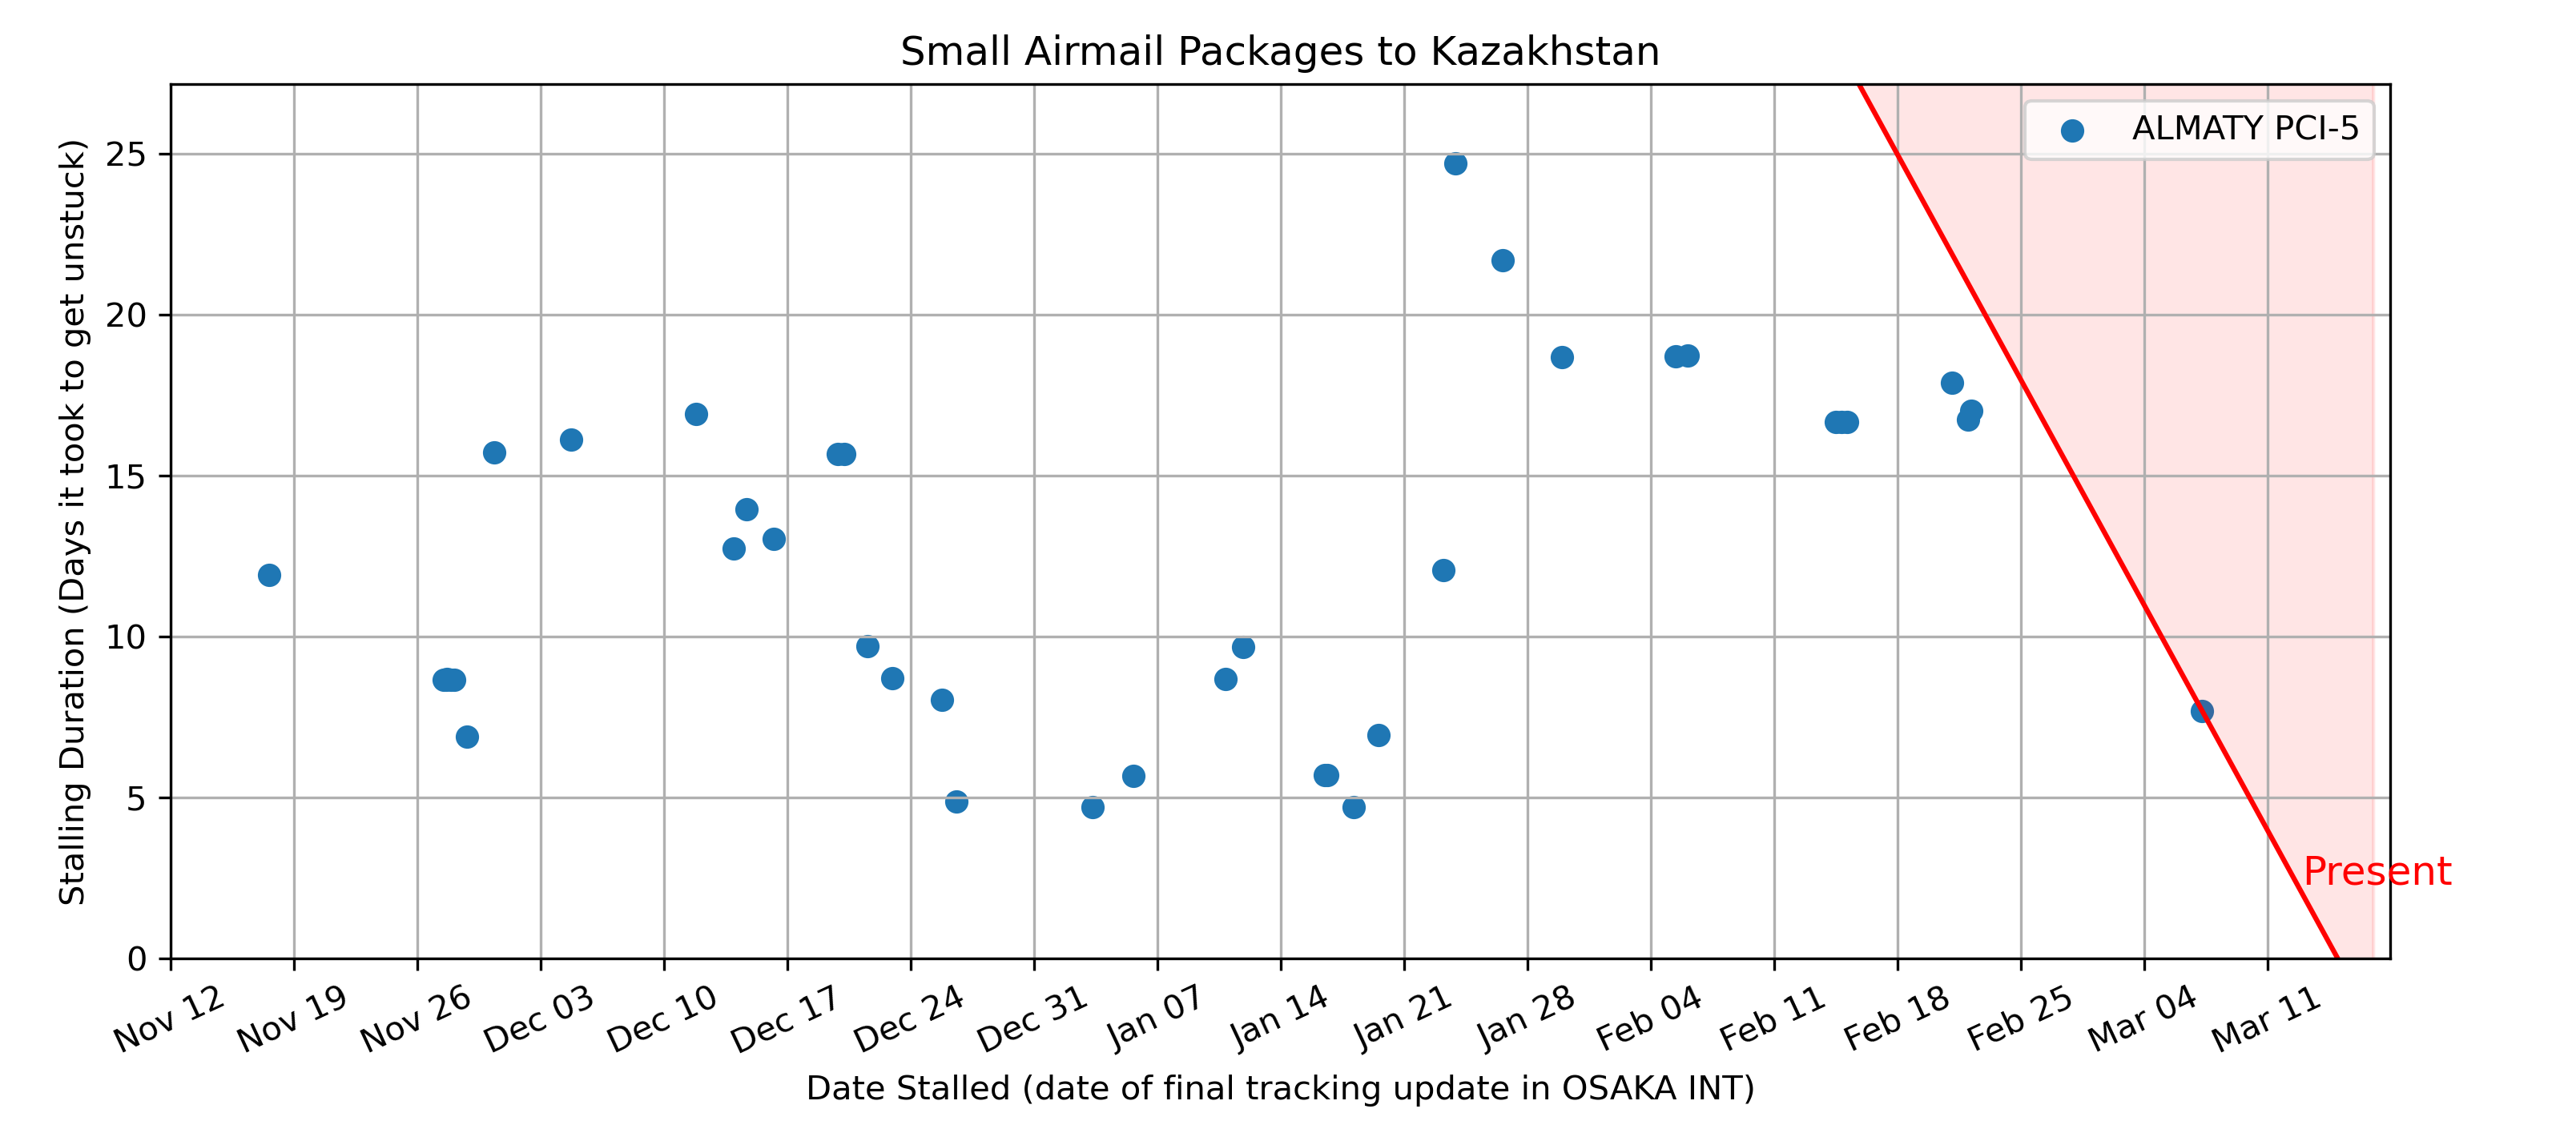 Small Airmail Packages to Kazakhstan
ALMATY PCI-5
Stalling Duration (Days it took to get unstuck)
25
20
15
10
5
0
Present
Nov 12
Nov 19
Nov 26
Dec 03
Dec 10
Dec 17
Dec 24
Dec 31
Jan 07
Jan 14
Jan 21
Jan 28
Feb 04
Feb 11
Feb 18
Feb 25
Mar 04
Mar 11
Date Stalled (date of final tracking update in OSAKA INT)